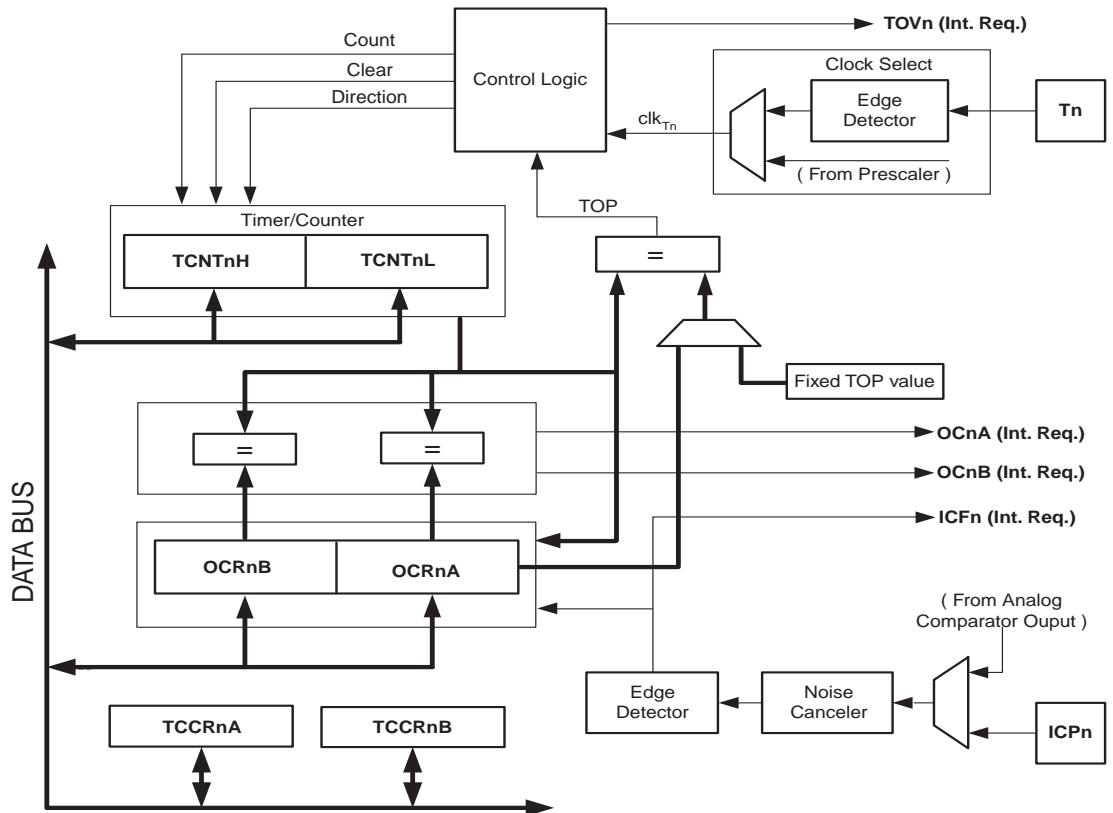 TOVn (Int. Req.)
Count
Clear
Direction
Control Logic
Clock Select
Edge
Detector
Tn
clkTn
( From Prescaler )
TOP
Timer/Counter
TCNTnH
TCNTnL
=
Fixed TOP value
=
=
OCnA (Int. Req.)
OCnB (Int. Req.)
ICFn (Int. Req.)
DATA BUS
OCRnB
OCRnA
( From Analog
Comparator Ouput )
Edge
Detector
Noise
Canceler
ICPn
TCCRnA
TCCRnB